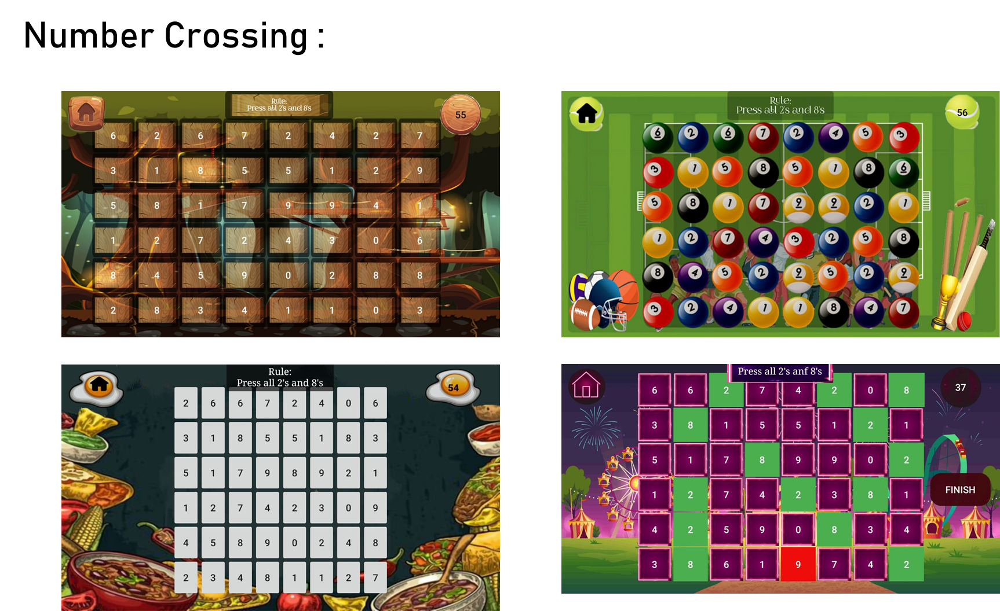 Number Crossing :
Rule:
Press all 2's and 8's
55
6 2 6 7 2 4 2 7
3 1 8 5 5 1 2 9
5 8 1 7 9 9 4 1
1 2 7 2 4 3 0 6
8 4 5 9 0 2 8 8
2 8 3 4 1 1 0 3
Rule:
Press all 2's and 8's
56
6 2 6 7 2 4 5 3
3 1 5 8 5 1 8 6
5 8 1 7 9 9 2 1
1 2 7 4 3 2 5 8
8 4 5 2 9 5 2 9
3 2 4 1 1 8 4 7
Rule:
Press all 2's and 8's
54
2 6 6 7 2 4 0 6
3 1 8 5 5 1 8 3
5 1 7 9 8 9 2 1
1 2 7 4 2 3 0 9
4 5 8 9 0 2 4 8
2 3 4 8 1 1 2 7
Press all 2's anf 8's
37
6 6 2 7 4 2 0 8
3 8 1 5 5 1 2 1
5 1 7 8 9 9 0 2
1 2 7 4 2 3 8 1
FINISH
4 2 5 9 0 8 3 4
3 8 6 1 9 7 4 2